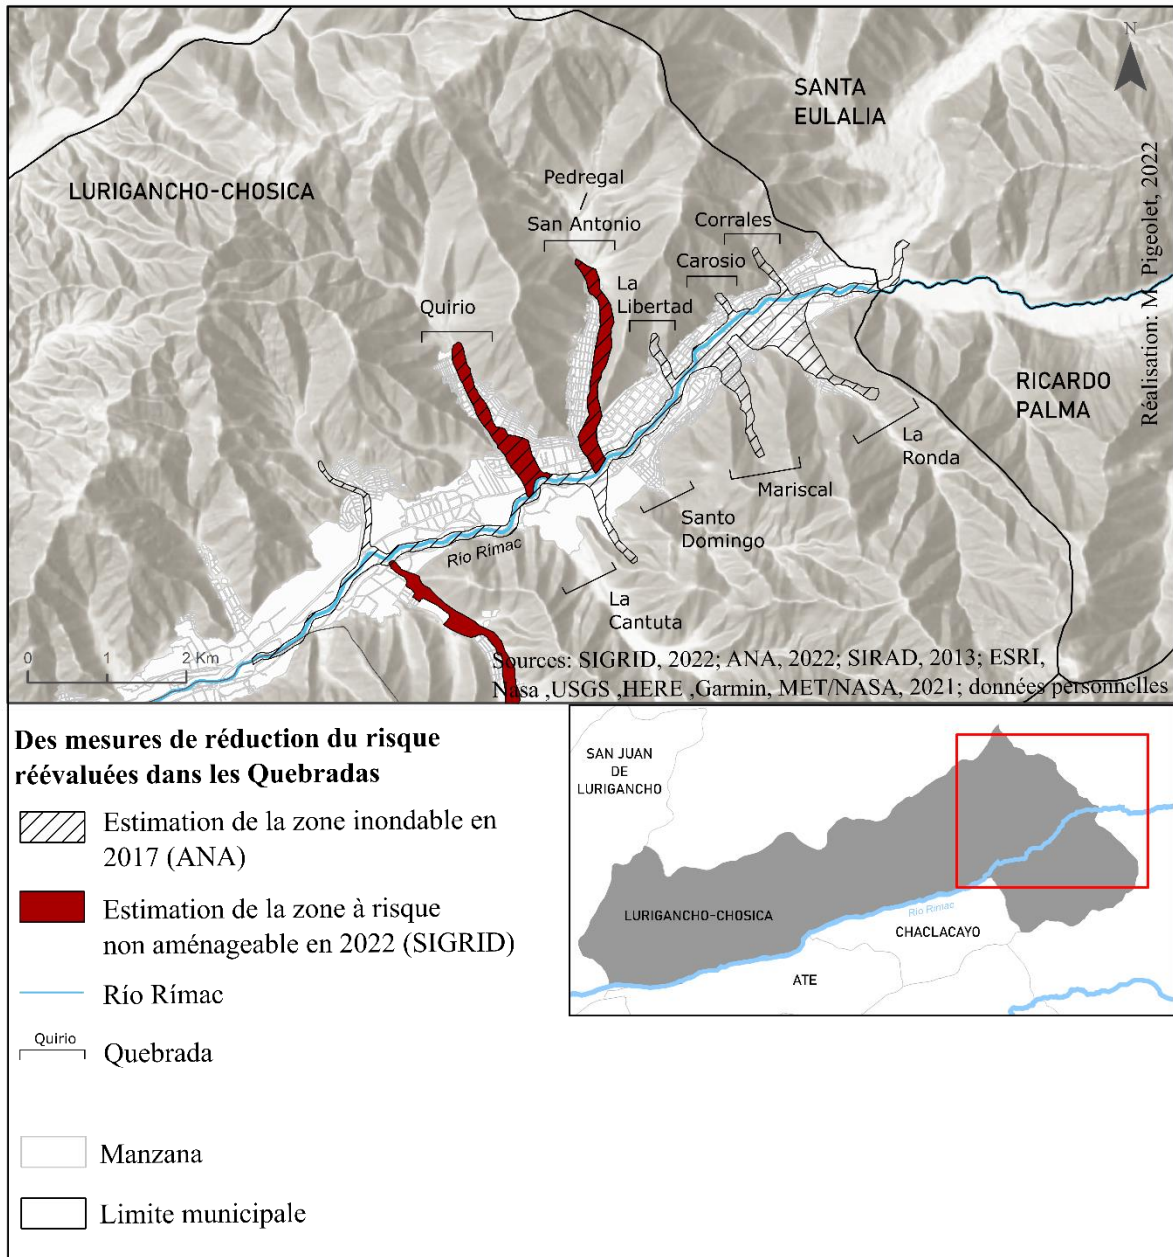 N
SANTA
EULALIA
LURIGANCHO-CHOSICA
Pedregal
San Antonio
Corrales
Carosio
La
Libertad
Quirio
RICARDO
PALMA
La
Ronda
Mariscal
Santo
Domingo
Río Rímac
La
Cantuta
0 1 2 Km
Réalisation: M. Pigeolet, 2022
Sources: SIGRID, 2022; ANA, 2022; SIRAD, 2013; ESRI,
Nasa ,USGS ,HERE ,Garmin, MET/NASA, 2021; données personnelles
Des mesures de réduction du risque
réévaluées dans les Quebradas
Estimation de la zone inondable en
2017 (ANA)
Estimation de la zone à risque
non aménageable en 2022 (SIGRID)
Río Rímac
Quirio
Quebrada
Manzana
Limite municipale
SAN JUAN
DE
LURIGANCHO
LURIGANCHO-CHOSICA
Río Rímac
CHACLACAYO
ATE